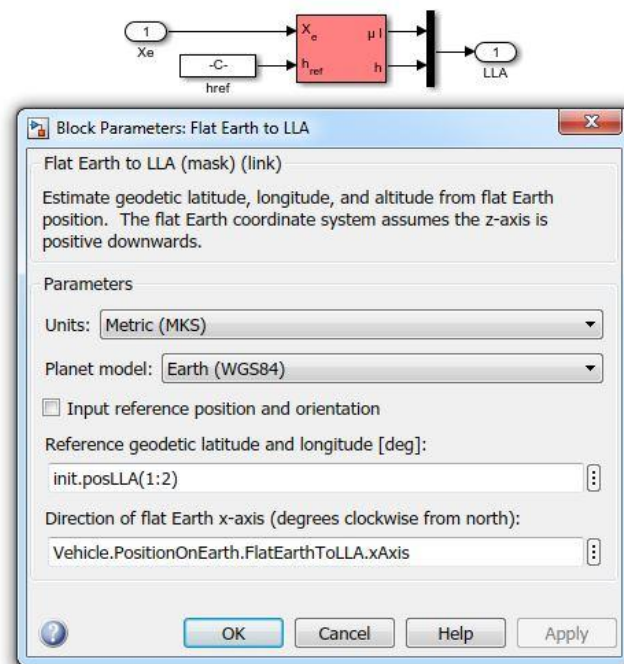 1
Xe
-C-
href
Xe
href
μ l
h
1
LLA
Block Parameters: Flat Earth to LLA
Flat Earth to LLA (mask) (link)
Estimate geodetic latitude, longitude, and altitude from flat Earth
position.  The flat Earth coordinate system assumes the z-axis is
positive downwards.
Parameters
Units: Metric (MKS)
Planet model: Earth (WGS84)
Input reference position and orientation
Reference geodetic latitude and longitude [deg]:
init.posLLA(1:2)
Direction of flat Earth x-axis (degrees clockwise from north):
Vehicle.PositionOnEarth.FlatEarthToLLA.xAxis
? OK Cancel Help Apply